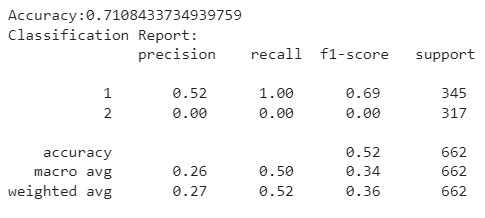 Accuracy:0.7108433734939759
Classification Report:
precision recall f1-score support
1 0.52 1.00 0.69 345
2 0.00 0.00 0.00 317
accuracy 0.52 662
macro avg 0.26 0.50 0.34 662
weighted avg 0.27 0.52 0.36 662